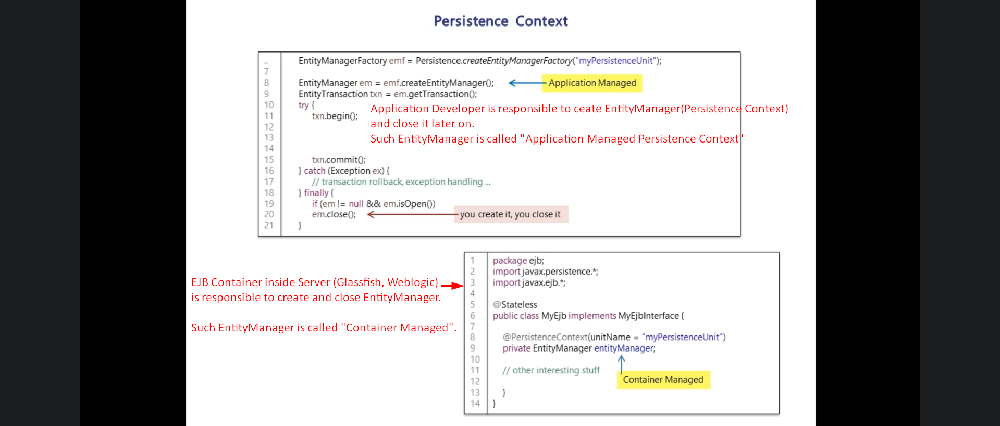 Persistence Context
.. EntityManagerFactory emf = Persistence.createEntityManagerFactory("myPersistenceUnit");
7
8 EntityManager em = emf.createEntityManager(); Application Managed
9 EntityTransaction txn = em.getTransaction();
10 try {
Application Developer is responsible to ceate EntityManager(Persistence Context)
11 txn.begin();
and close it later on.
12
13
Such EntityManager is called "Application Managed Persistence Context"
14
15 txn.commit();
16 } catch (Exception ex) {
17 // transaction rollback, exception handling ...
18 } finally {
19 if (em != null && em.isOpen())
20 em.close(); you create it, you close it
21 }
EJB Container inside Server (Glassfish, Weblogic)
is responsible to create and close EntityManager.
Such EntityManager is called "Container Managed".
1 package ejb;
2 import javax.persistence.*;
3 import javax.ejb.*;
4
5 @Stateless
6 public class MyEjb implements MyEjbInterface {
7
8 @PersistenceContext(unitName = "myPersistenceUnit")
9 private EntityManager entityManager;
10
11 // other interesting stuff
12 Container Managed
13 }
14 }